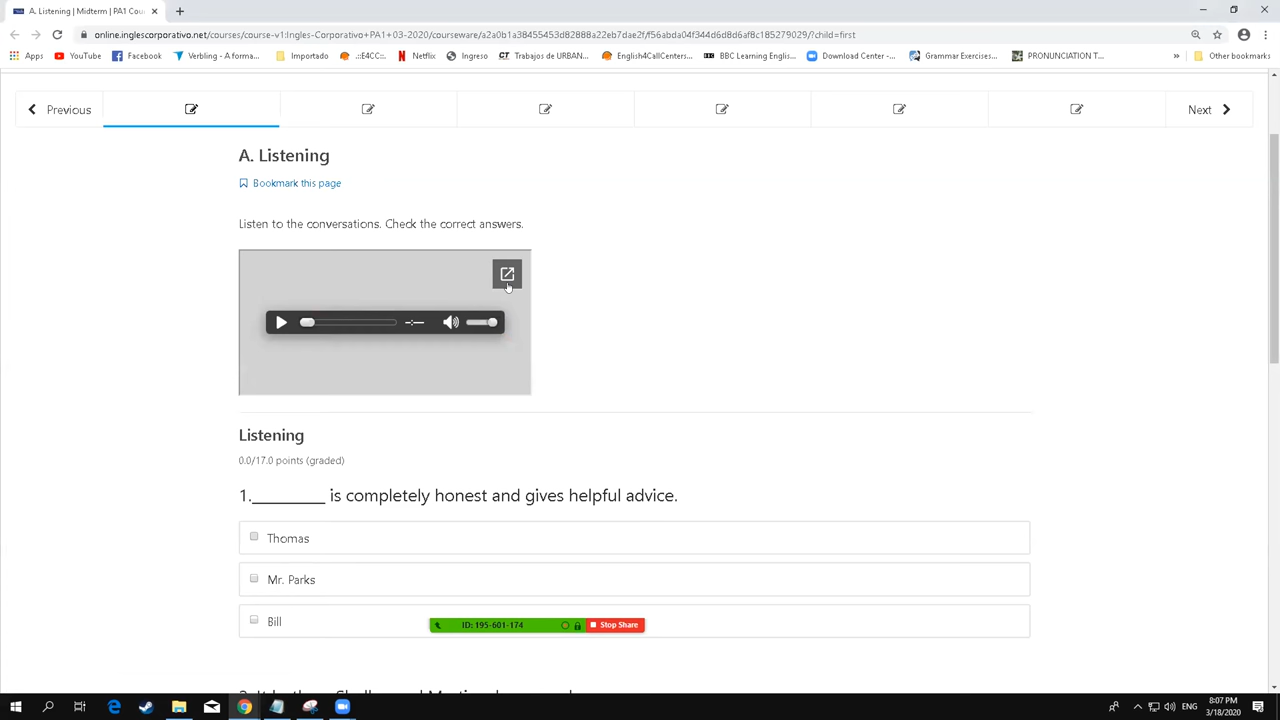 A. Listening | Midterm | PA1 Cou
online.inglescorporativo.net/courses/course-v1:Ingles-Corporativo+PA1+03-2020/courseware/a2a0b1a38455453d82888a22eb7dae2f/f56abda04f344d6d8d6af8c185279029/?child=first
Apps YouTube Facebook Verbling - A forma... Importado .::E4CC::. Netflix Ingreso Trabajos de URBAN... English4CallCenters... BBC Learning Englis... Download Center -... Grammar Exercises... PRONUNCIATION T... » Other bookmarks
Previous Next
A. Listening
Bookmark this page
Listen to the conversations. Check the correct answers.
--:--
Listening
0.0/17.0 points (graded)
1.________ is completely honest and gives helpful advice.
Thomas
Mr. Parks
Bill
ID: 195-601-174 Stop Share
8:07 PM
ENG
3/18/2020